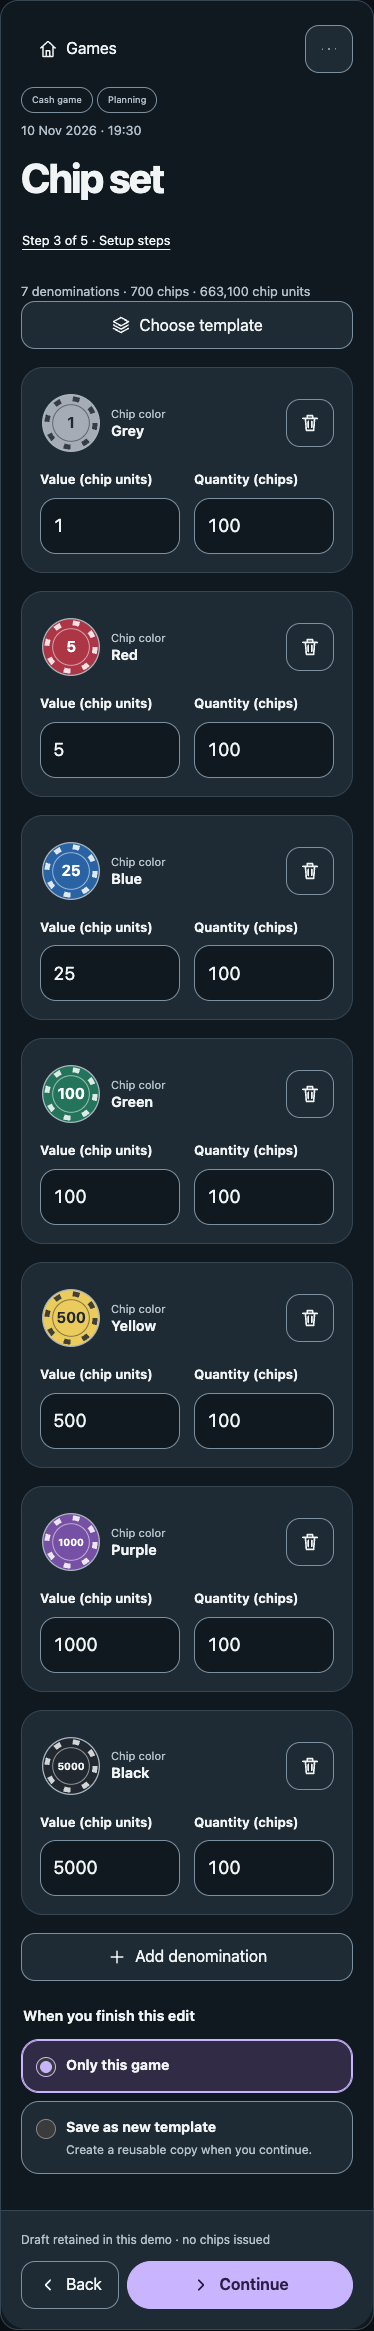 Games
Cash game
Planning
10 Nov 2026 · 19:30
Chip set
Step 3 of 5 · Setup steps
7 denominations · 700 chips · 663,100 chip units
Choose template
1
Chip color
Grey
Value (chip units)
Quantity (chips)
1
100
5
Chip color
Red
Value (chip units)
Quantity (chips)
5
100
25
Chip color
Blue
Value (chip units)
Quantity (chips)
25
100
100
Chip color
Green
Value (chip units)
Quantity (chips)
100
100
500
Chip color
Yellow
Value (chip units)
Quantity (chips)
500
100
1000
Chip color
Purple
Value (chip units)
Quantity (chips)
1000
100
5000
Chip color
Black
Value (chip units)
Quantity (chips)
5000
100
Add denomination
When you finish this edit
Only this game
Save as new template
Create a reusable copy when you continue.
Draft retained in this demo · no chips issued
Back
Continue